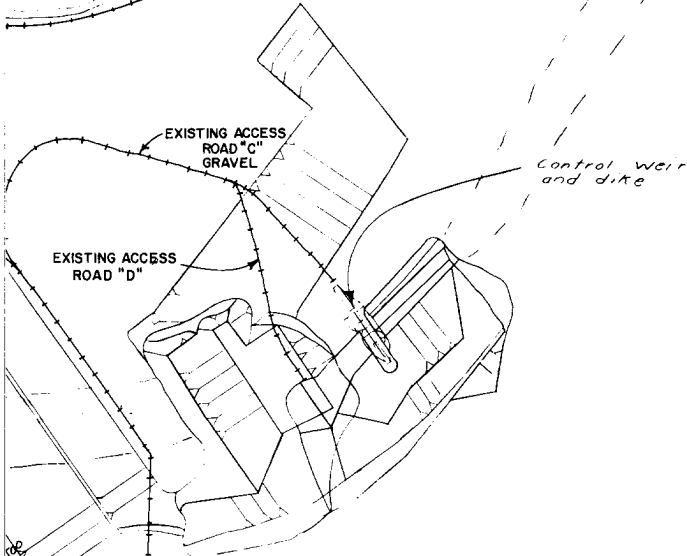 EXISTING ACCESS
ROAD "C"
GRAVEL
Control weir
and dike
EXISTING ACCESS
ROAD "D"